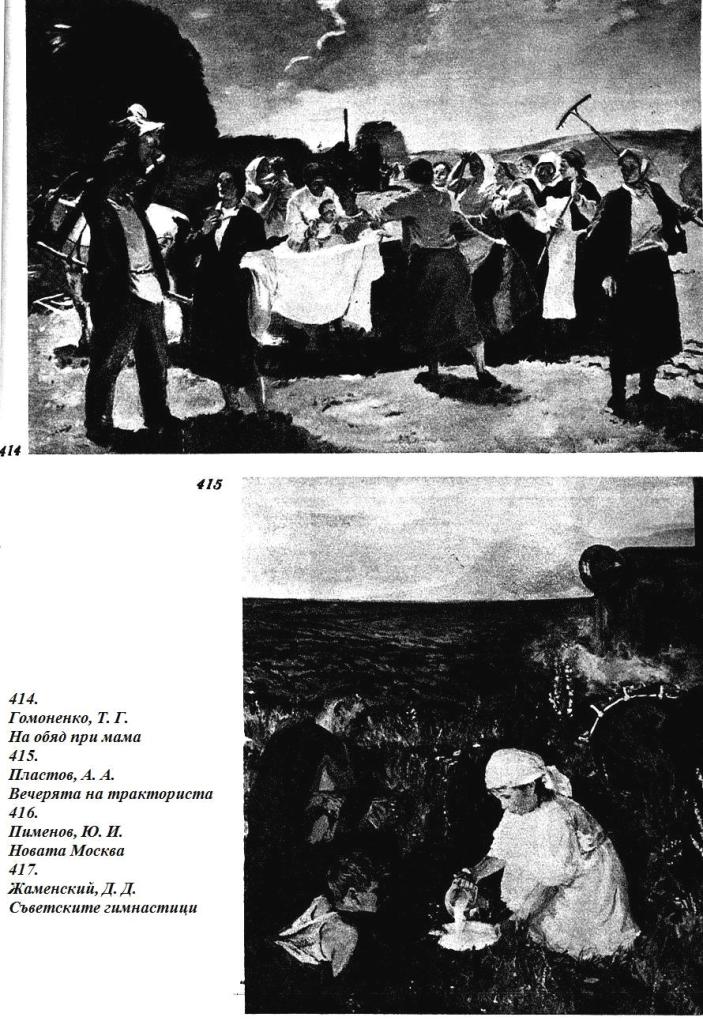 414
415
414.
Гомоненко, Т. Г.
На обяд при мама
415.
Пластов, А. А.
Вечерята на тракториста
416.
Пименов, Ю. И.
Новата Москва
417.
Жаменский, Д. Д.
Съветските гимнастици